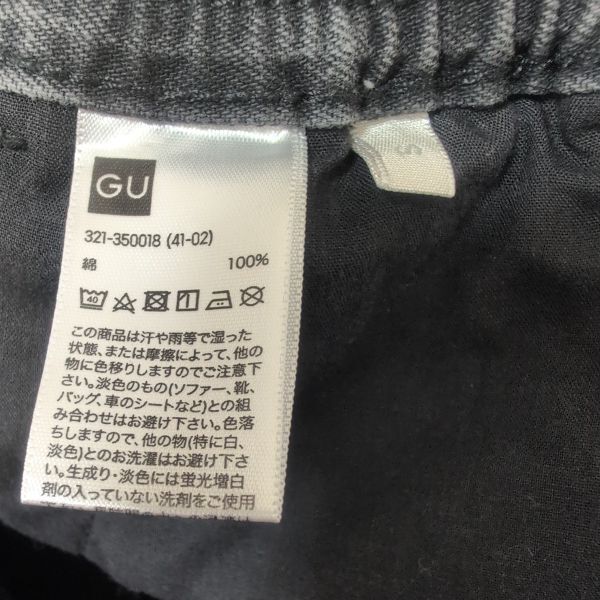 GU
321-350018 (41-02)
綿 100%
40
この商品は汗や雨等で湿った
状態、または摩擦によって、他の
物に色移りしますのでご注意下
さい。淡色のもの(ソファー、靴、
バッグ、車のシートなど)との組
み合わせはお避け下さい。色落
ちしますので、他の物(特に白、
淡色)とのお洗濯はお避け下さ
い。生成り・淡色には蛍光増白
剤の入っていない洗剤をご使用
S